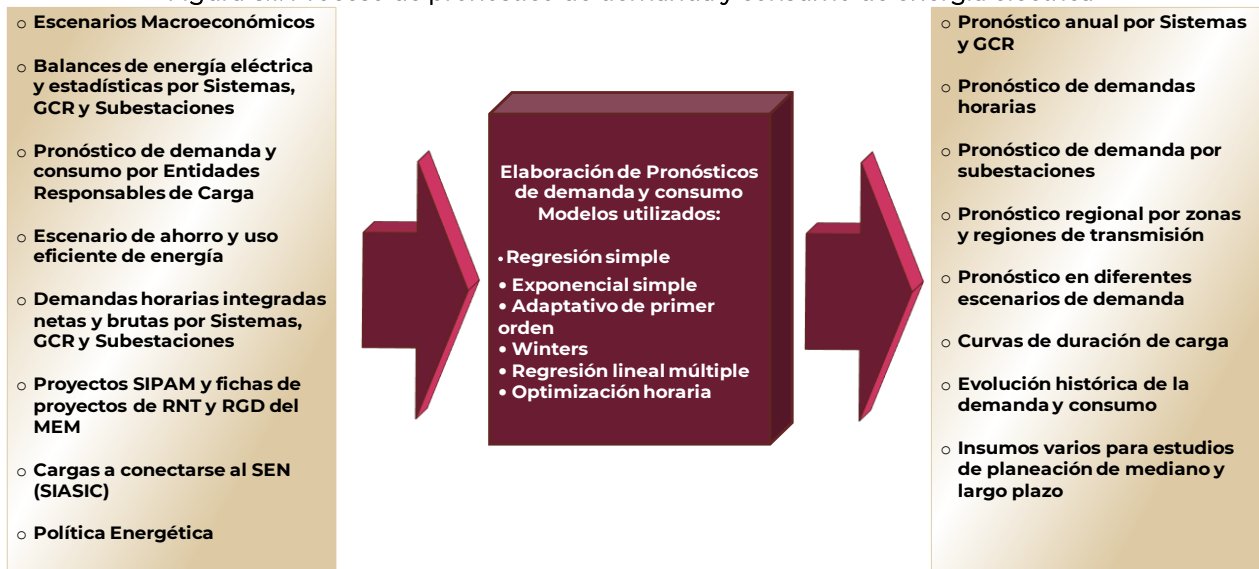 o Escenarios Macroeconómicos
o Balances de energía eléctrica
y estadísticas por Sistemas,
GCR y Subestaciones
o Pronóstico de demanda y
consumo por Entidades
Responsables de Carga
o Escenario de ahorro y uso
eficiente de energía
o Demandas horarias integradas
netas y brutas por Sistemas,
GCR y Subestaciones
o Proyectos SIPAM y fichas de
proyectos de RNT y RGD del
MEM
o Cargas a conectarse al SEN
(SIASIC)
o Política Energética
Elaboración de Pronósticos
de demanda y consumo
Modelos utilizados:
• Regresión simple
• Exponencial simple
• Adaptativo de primer
orden
• Winters
• Regresión lineal múltiple
• Optimización horaria
o Pronóstico anual por Sistemas
y GCR
o Pronóstico de demandas
horarias
o Pronóstico de demanda por
subestaciones
o Pronóstico regional por zonas
y regiones de transmisión
o Pronóstico en diferentes
escenarios de demanda
o Curvas de duración de carga
o Evolución histórica de la
demanda y consumo
o Insumos varios para estudios
de planeación de mediano y
largo plazo